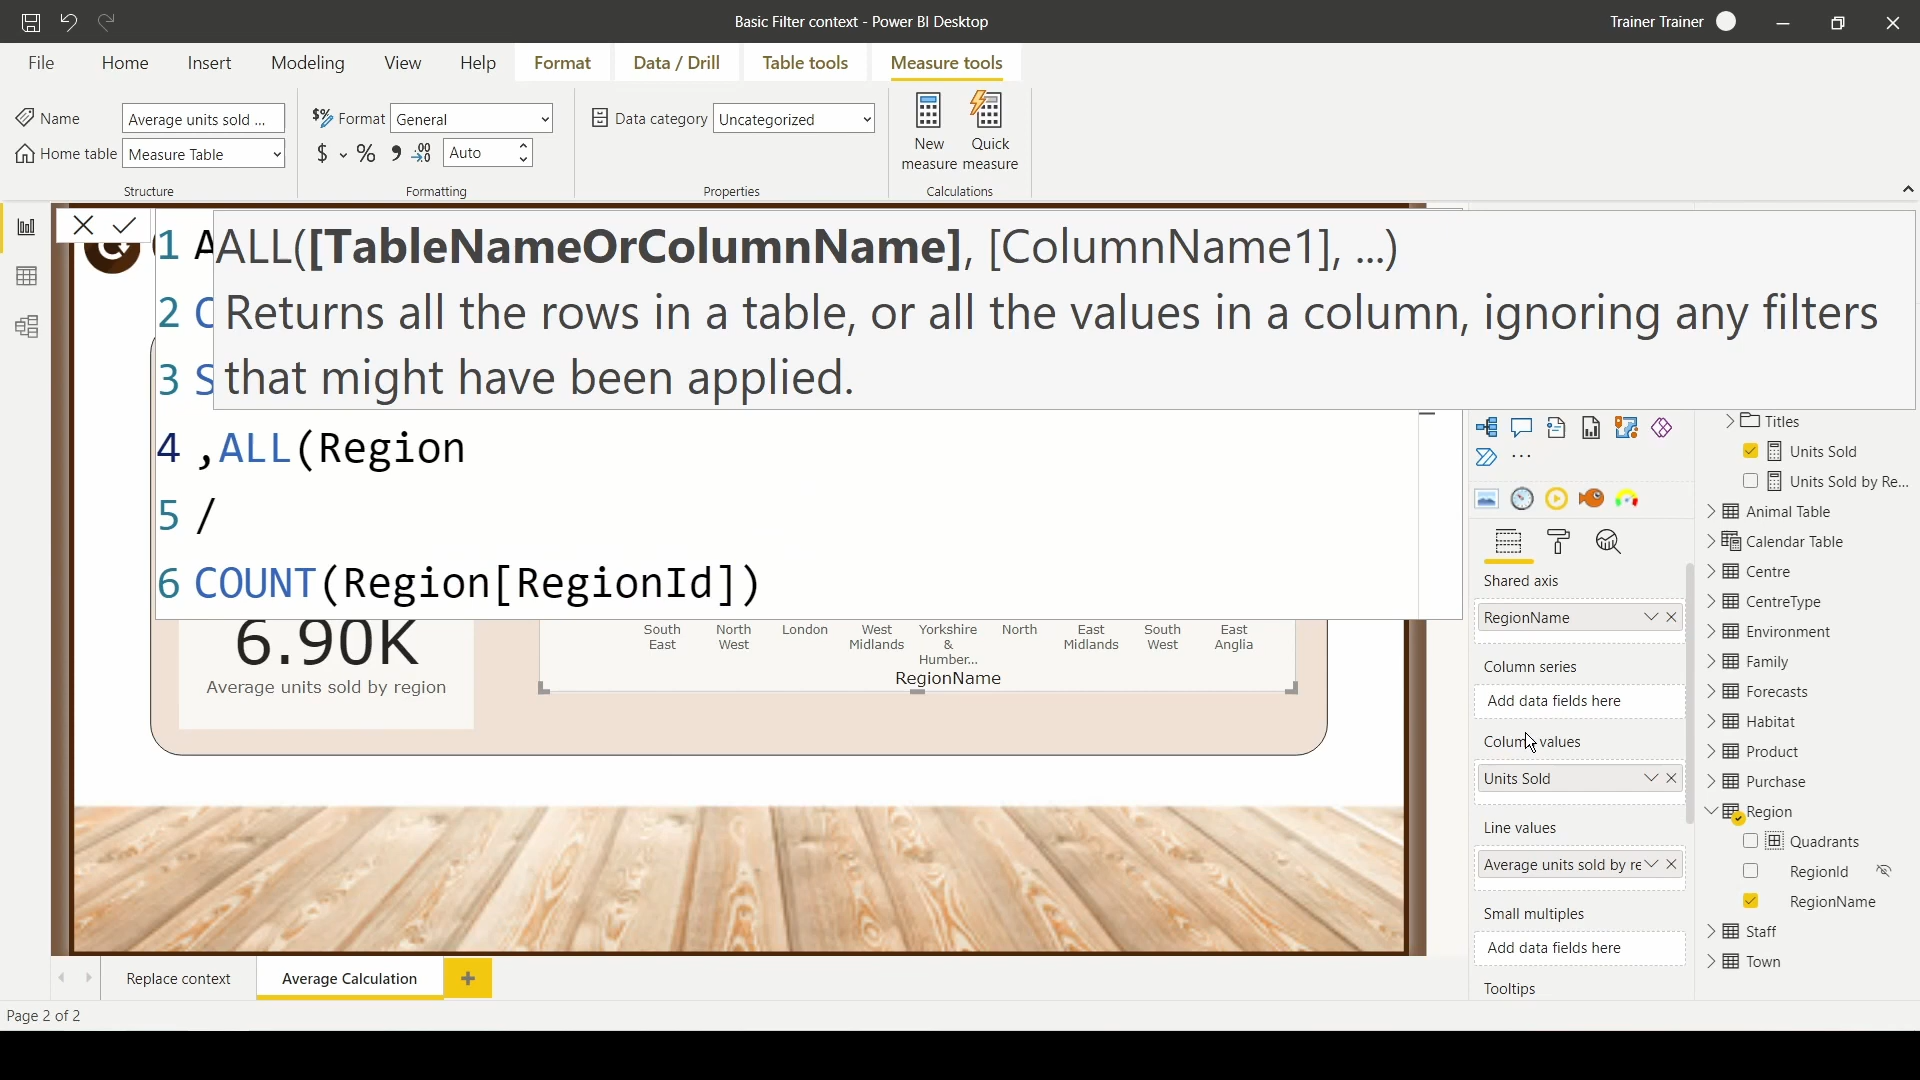 Basic Filter context - Power BI Desktop
Trainer Trainer
File Home Insert Modeling View Help Format Data / Drill Table tools Measure tools
Name Average units sold ...
Home table Measure Table
Structure
$% Format General
$ % , .00 Auto
Formatting
Data category Uncategorized
Properties
New measure
Quick measure
Calculations
1 A
ALL([TableNameOrColumnName], [ColumnName1], ...)
2 C
Returns all the rows in a table, or all the values in a column, ignoring any filters
3 S
that might have been applied.
4 ,ALL(Region
5 /
6 COUNT(Region[RegionId])
6.90K
Average units sold by region
South East
North West
London
West Midlands
Yorkshire & Humber...
North
East Midlands
South West
East Anglia
RegionName
Shared axis
RegionName
Column series
Add data fields here
Column values
Units Sold
Line values
Average units sold by re
Small multiples
Add data fields here
Tooltips
Titles
Units Sold
Units Sold by Re...
Animal Table
Calendar Table
Centre
CentreType
Environment
Family
Forecasts
Habitat
Product
Purchase
Region
Quadrants
RegionId
RegionName
Staff
Town
Replace context
Average Calculation
+
Page 2 of 2